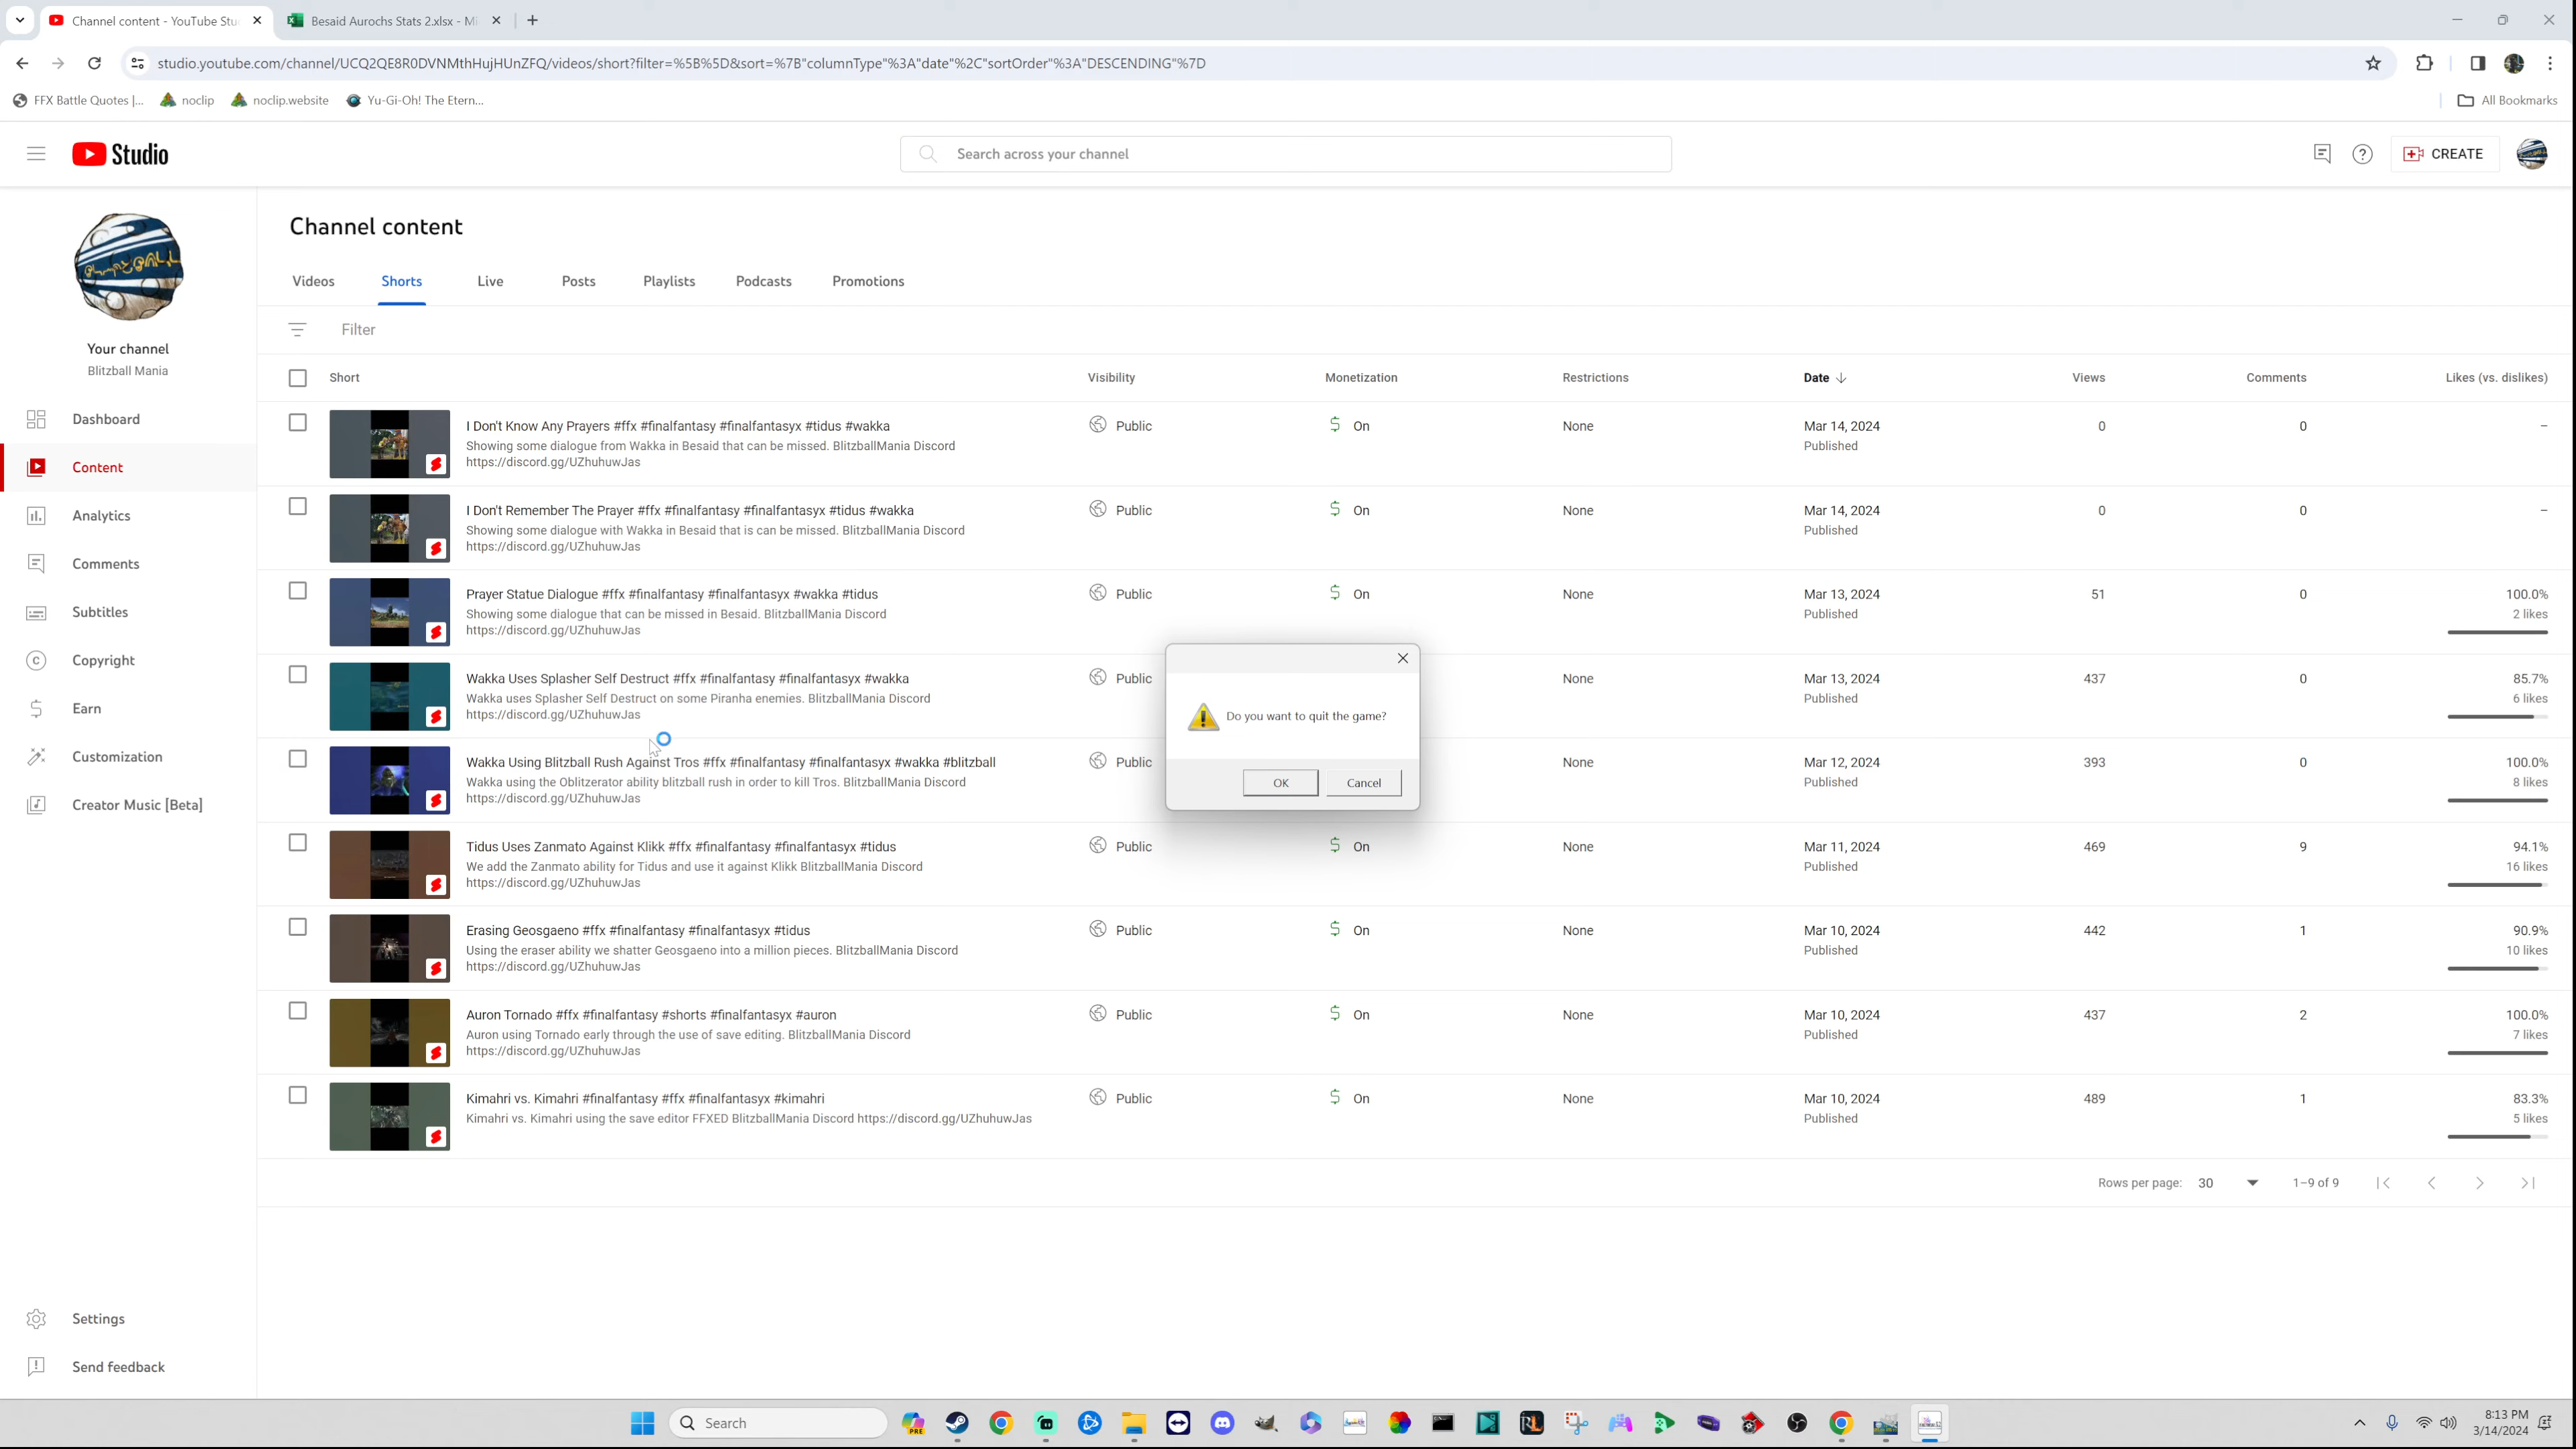 Channel content - YouTube Stu
Besaid Aurochs Stats 2.xlsx - Mi
studio.youtube.com/channel/UCQ2QE8R0DVNMthHujHUnZFQ/videos/short?filter=%5B%5D&sort=%7B"columnType"%3A"date"%2C"sortOrder"%3A"DESCENDING"%7D
FFX Battle Quotes |...
noclip
noclip.website
Yu-Gi-Oh! The Etern...
All Bookmarks
Studio
Search across your channel
CREATE
Your channel
Blitzball Mania
Dashboard
Content
Analytics
Comments
Subtitles
Copyright
Earn
Customization
Creator Music [Beta]
Settings
Send feedback
Channel content
Videos Shorts Live Posts Playlists Podcasts Promotions
Filter
Short Visibility Monetization Restrictions Date Views Comments Likes (vs. dislikes)
I Don't Know Any Prayers #ffx #finalfantasy #finalfantasyx #tidus #wakka Public On None Mar 14, 2024 0 0 –
Showing some dialogue from Wakka in Besaid that can be missed. BlitzballMania Discord Published
https://discord.gg/UZhuhuwJas
I Don't Remember The Prayer #ffx #finalfantasy #finalfantasyx #tidus #wakka Public On None Mar 14, 2024 0 0 –
Showing some dialogue with Wakka in Besaid that is can be missed. BlitzballMania Discord Published
https://discord.gg/UZhuhuwJas
Prayer Statue Dialogue #ffx #finalfantasy #finalfantasyx #wakka #tidus Public On None Mar 13, 2024 51 0 100.0%
Showing some dialogue that can be missed in Besaid. BlitzballMania Discord Published 2 likes
https://discord.gg/UZhuhuwJas
Wakka Uses Splasher Self Destruct #ffx #finalfantasy #finalfantasyx #wakka Public None Mar 13, 2024 437 0 85.7%
Wakka uses Splasher Self Destruct on some Piranha enemies. BlitzballMania Discord Published 6 likes
https://discord.gg/UZhuhuwJas
Wakka Using Blitzball Rush Against Tros #ffx #finalfantasy #finalfantasyx #wakka #blitzball Public None Mar 12, 2024 393 0 100.0%
Wakka using the Oblitzerator ability blitzball rush in order to kill Tros. BlitzballMania Discord Published 8 likes
https://discord.gg/UZhuhuwJas
Tidus Uses Zanmato Against Klikk #ffx #finalfantasy #finalfantasyx #tidus Public On None Mar 11, 2024 469 9 94.1%
We add the Zanmato ability for Tidus and use it against Klikk BlitzballMania Discord Published 16 likes
https://discord.gg/UZhuhuwJas
Erasing Geosgaeno #ffx #finalfantasy #finalfantasyx #tidus Public On None Mar 10, 2024 442 1 90.9%
Using the eraser ability we shatter Geosgaeno into a million pieces. BlitzballMania Discord Published 10 likes
https://discord.gg/UZhuhuwJas
Auron Tornado #ffx #finalfantasy #shorts #finalfantasyx #auron Public On None Mar 10, 2024 437 2 100.0%
Auron using Tornado early through the use of save editing. BlitzballMania Discord Published 7 likes
https://discord.gg/UZhuhuwJas
Kimahri vs. Kimahri #finalfantasy #ffx #finalfantasyx #kimahri Public On None Mar 10, 2024 489 1 83.3%
Kimahri vs. Kimahri using the save editor FFXED BlitzballMania Discord https://discord.gg/UZhuhuwJas Published 5 likes
Rows per page: 30 1–9 of 9
Do you want to quit the game?
OK Cancel
Search
PRE
RL
8:13 PM
3/14/2024